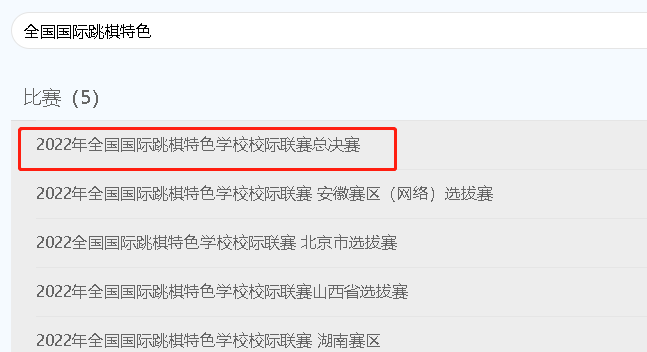 全国国际跳棋特色
比赛（5）
2022年全国国际跳棋特色学校校际联赛总决赛
2022年全国国际跳棋特色学校校际联赛 安徽赛区（网络）选拔赛
2022全国国际跳棋特色学校校际联赛 北京市选拔赛
2022年全国国际跳棋特色学校校际联赛山西省选拔赛
2022年全国国际跳棋特色学校校际联赛 湖南赛区